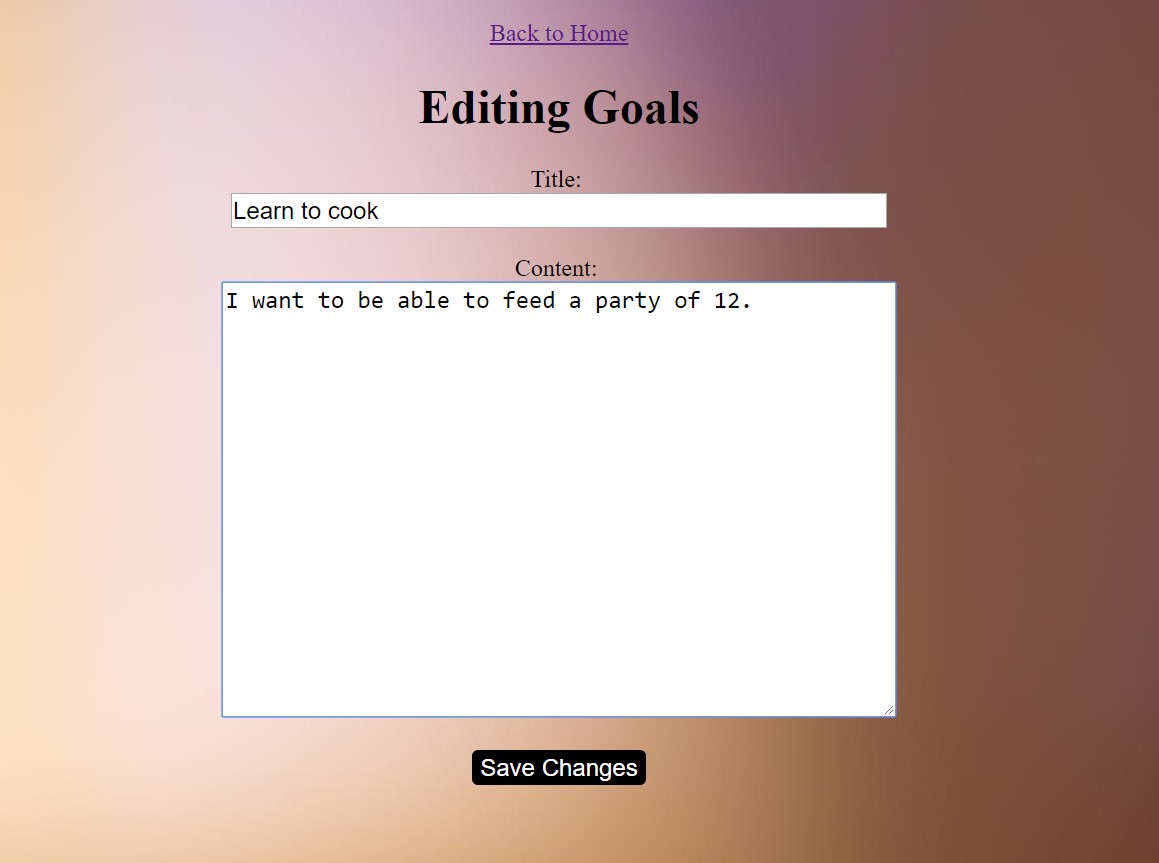 Back to Home
Editing Goals
Title:
Learn to cook
Content:
I want to be able to feed a party of 12.
Save Changes